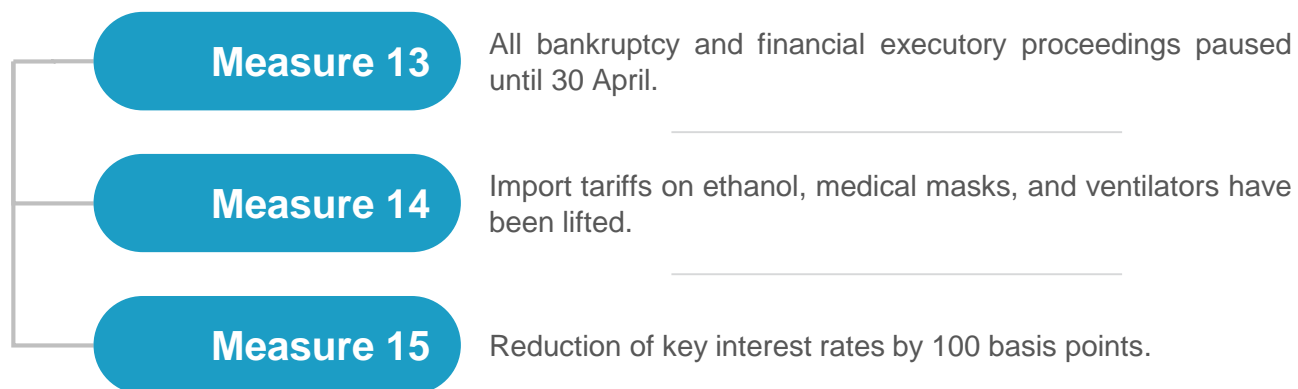 Measure 13
All bankruptcy and financial executory proceedings paused
until 30 April.
Measure 14
Import tariffs on ethanol, medical masks, and ventilators have
been lifted.
Measure 15
Reduction of key interest rates by 100 basis points.